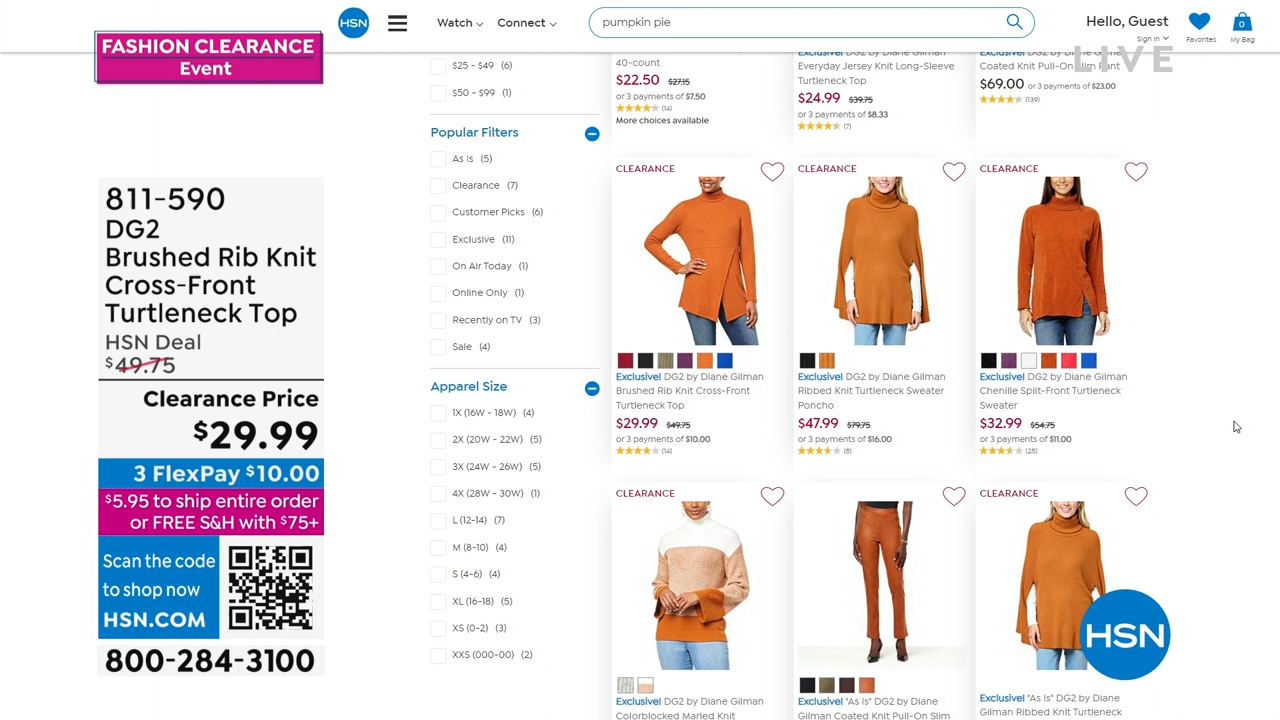 HSN
Watch
Connect
pumpkin pie
Hello, Guest
Sign In
Favorites
0
My Bag
LIVE
FASHION CLEARANCE
Event
811-590
DG2
Brushed Rib Knit
Cross-Front
Turtleneck Top
HSN Deal
$49.75
Clearance Price
$29.99
3 FlexPay $10.00
$5.95 to ship entire order
or FREE S&H with $75+
Scan the code
to shop now
HSN.COM
800-284-3100
$25 - $49 (6)
$50 - $99 (1)
Popular Filters
As Is (5)
Clearance (7)
Customer Picks (6)
Exclusive (11)
On Air Today (1)
Online Only (1)
Recently on TV (3)
Sale (4)
Apparel Size
1X (16W - 18W) (4)
2X (20W - 22W) (5)
3X (24W - 26W) (5)
4X (28W - 30W) (1)
L (12-14) (7)
M (8-10) (4)
S (4-6) (4)
XL (16-18) (5)
XS (0-2) (3)
XXS (000-00) (2)
40-count
$22.50 $27.15
or 3 payments of $7.50
(14)
More choices available
Exclusive! DG2 by Diane Gilman
Everyday Jersey Knit Long-Sleeve
Turtleneck Top
$24.99 $39.75
or 3 payments of $8.33
(7)
Exclusive! DG2 by Diane Gilman
Coated Knit Pull-On Slim Pant
$69.00 or 3 payments of $23.00
(139)
CLEARANCE
Exclusive! DG2 by Diane Gilman
Brushed Rib Knit Cross-Front
Turtleneck Top
$29.99 $49.75
or 3 payments of $10.00
(14)
CLEARANCE
Exclusive! DG2 by Diane Gilman
Ribbed Knit Turtleneck Sweater
Poncho
$47.99 $79.75
or 3 payments of $16.00
(8)
CLEARANCE
Exclusive! DG2 by Diane Gilman
Chenille Split-Front Turtleneck
Sweater
$32.99 $54.75
or 3 payments of $11.00
(25)
CLEARANCE
Exclusive! DG2 by Diane Gilman
Colorblocked Marled Knit
Exclusive! "As Is" DG2 by Diane
Gilman Coated Knit Pull-On Slim
CLEARANCE
Exclusive! "As Is" DG2 by Diane
Gilman Ribbed Knit Turtleneck
HSN